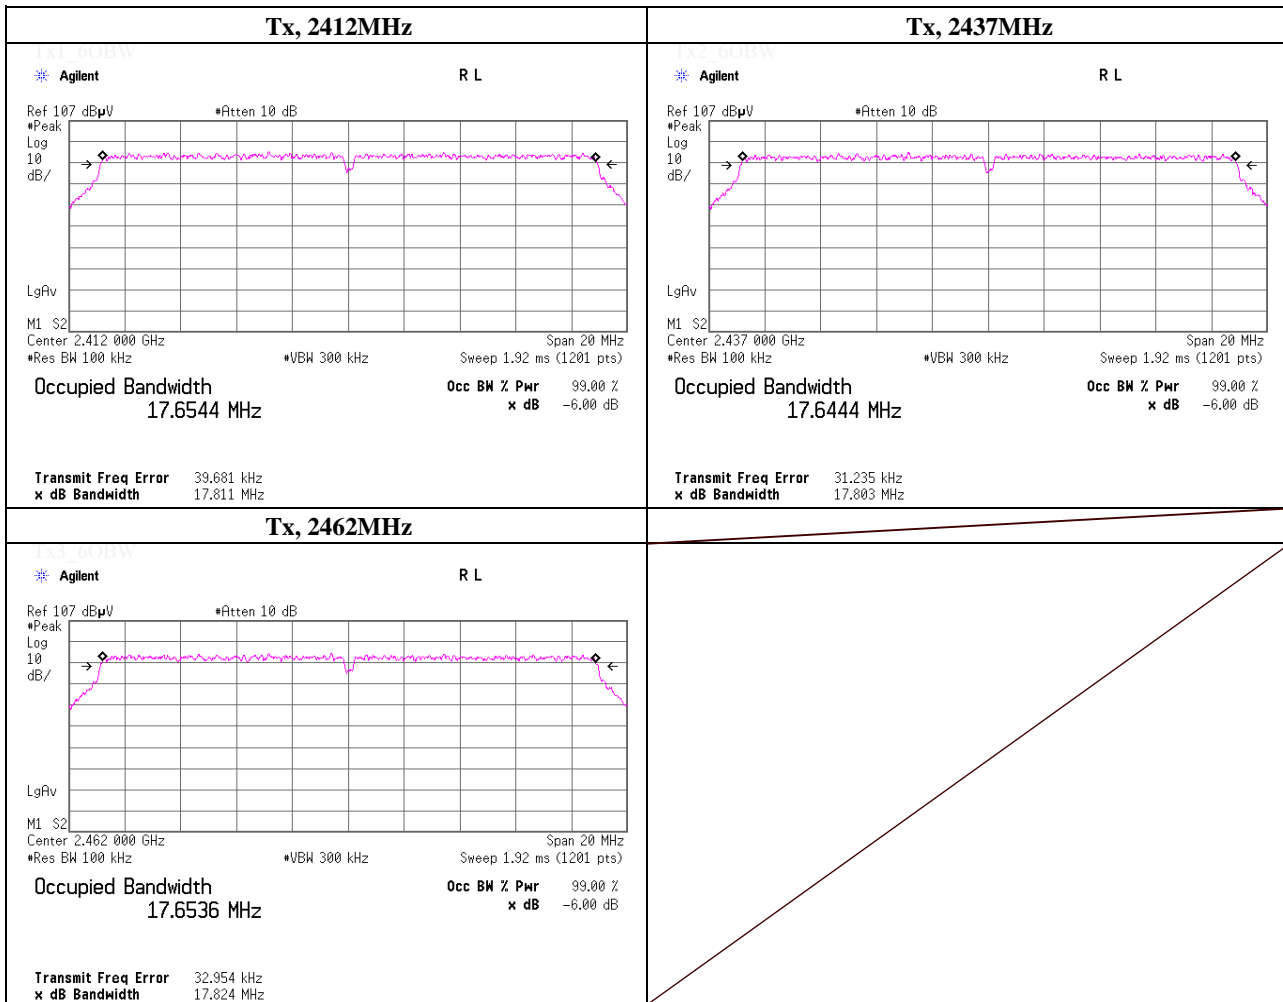 Tx, 2412MHz
Tx1_6OBW
Agilent R L
Ref 107 dBµV #Atten 10 dB
#Peak
Log
10
dB/
LgAv
M1 S2
Center 2.412 000 GHz Span 20 MHz
#Res BW 100 kHz #VBW 300 kHz Sweep 1.92 ms (1201 pts)
Occupied Bandwidth Occ BW % Pwr 99.00 %
17.6544 MHz x dB -6.00 dB
Transmit Freq Error 39.681 kHz
x dB Bandwidth 17.811 MHz
Tx, 2437MHz
Tx2_6OBW
Agilent R L
Ref 107 dBµV #Atten 10 dB
#Peak
Log
10
dB/
LgAv
M1 S2
Center 2.437 000 GHz Span 20 MHz
#Res BW 100 kHz #VBW 300 kHz Sweep 1.92 ms (1201 pts)
Occupied Bandwidth Occ BW % Pwr 99.00 %
17.6444 MHz x dB -6.00 dB
Transmit Freq Error 31.235 kHz
x dB Bandwidth 17.803 MHz
Tx, 2462MHz
Tx3_6OBW
Agilent R L
Ref 107 dBµV #Atten 10 dB
#Peak
Log
10
dB/
LgAv
M1 S2
Center 2.462 000 GHz Span 20 MHz
#Res BW 100 kHz #VBW 300 kHz Sweep 1.92 ms (1201 pts)
Occupied Bandwidth Occ BW % Pwr 99.00 %
17.6536 MHz x dB -6.00 dB
Transmit Freq Error 32.954 kHz
x dB Bandwidth 17.824 MHz